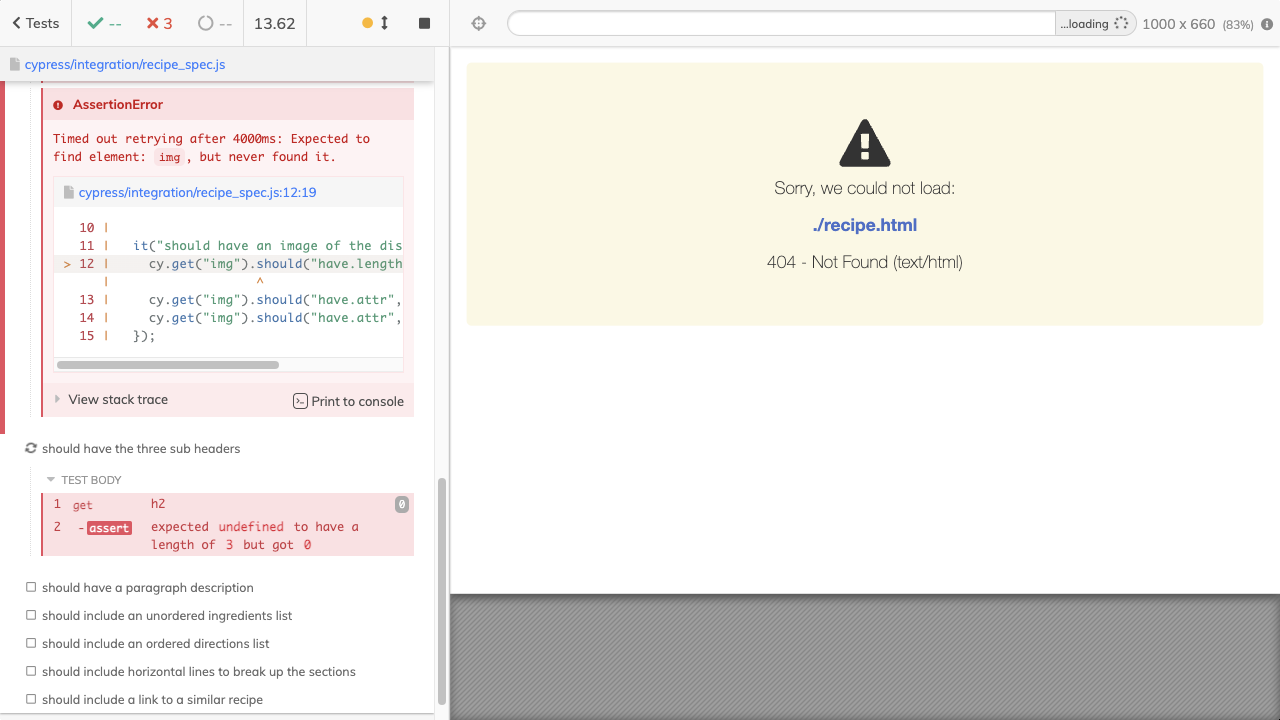 Tests
--
3
--
13.62
...loading
1000 x 660 (83%)
cypress/integration/recipe_spec.js
AssertionError
Timed out retrying after 4000ms: Expected to
find element: img, but never found it.
cypress/integration/recipe_spec.js:12:19
10 |
11 | it("should have an image of the dis
> 12 | cy.get("img").should("have.length
| ^
13 | cy.get("img").should("have.attr",
14 | cy.get("img").should("have.attr",
15 | });
View stack trace
Print to console
should have the three sub headers
TEST BODY
1 get h2 0
2 -assert expected undefined to have a
length of 3 but got 0
should have a paragraph description
should include an unordered ingredients list
should include an ordered directions list
should include horizontal lines to break up the sections
should include a link to a similar recipe
Sorry, we could not load:
./recipe.html
404 - Not Found (text/html)